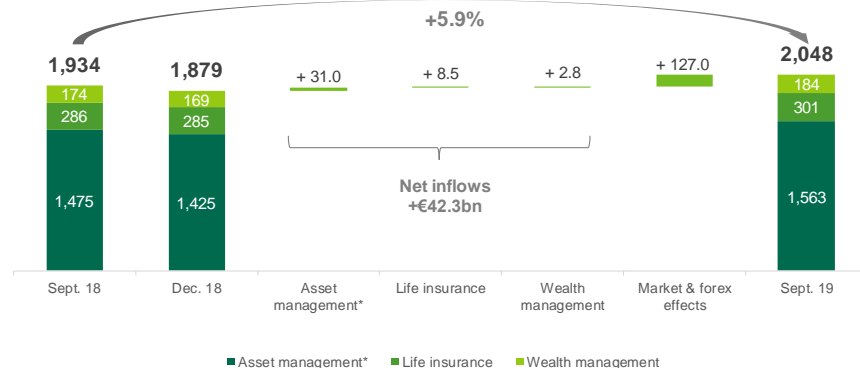 +5.9%
1,934
1,879
2,048
+ 31.0
+ 8.5
+ 2.8
+ 127.0
174
169
184
286
285
301
1,475
1,425
1,563
Net inflows
+€42.3bn
Sept. 18
Dec. 18
Asset
management*
Life insurance
Wealth
management
Market & forex
effects
Sept. 19
Asset management*
Life insurance
Wealth management